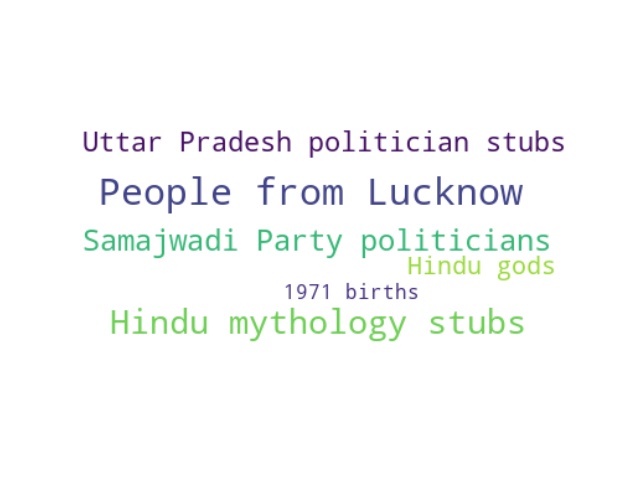 Uttar Pradesh politician stubs
People from Lucknow
Samajwadi Party politicians
Hindu gods
1971 births
Hindu mythology stubs